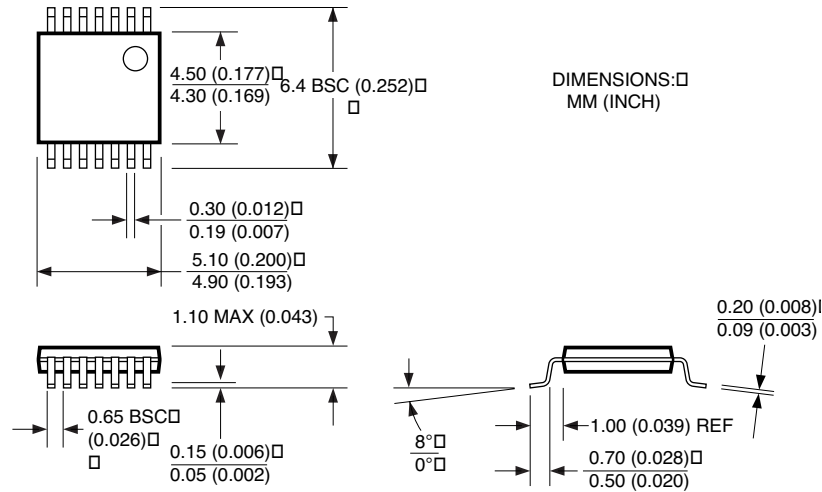 4.50 (0.177)□
4.30 (0.169)
6.4 BSC (0.252)□
□
DIMENSIONS:□
MM (INCH)
0.30 (0.012)□
0.19 (0.007)
5.10 (0.200)□
4.90 (0.193)
1.10 MAX (0.043)
0.20 (0.008)
0.09 (0.003)
0.65 BSC□
(0.026)□
□
0.15 (0.006)□
0.05 (0.002)
8°□
0°□
1.00 (0.039) REF
0.70 (0.028)□
0.50 (0.020)